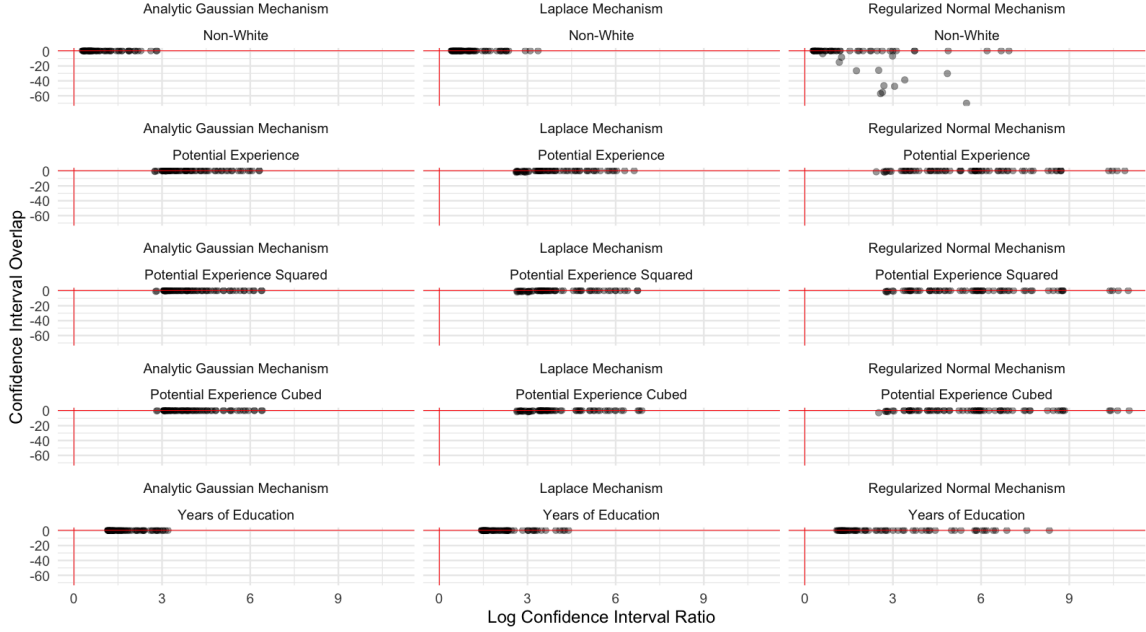 Analytic Gaussian Mechanism Laplace Mechanism Regularized Normal Mechanism
Non-White Non-White Non-White
0
-20
-40
-60
Analytic Gaussian Mechanism Laplace Mechanism Regularized Normal Mechanism
Potential Experience Potential Experience Potential Experience
0
-20
-40
-60
Analytic Gaussian Mechanism Laplace Mechanism Regularized Normal Mechanism
Potential Experience Squared Potential Experience Squared Potential Experience Squared
0
-20
-40
-60
Analytic Gaussian Mechanism Laplace Mechanism Regularized Normal Mechanism
Potential Experience Cubed Potential Experience Cubed Potential Experience Cubed
0
-20
-40
-60
Analytic Gaussian Mechanism Laplace Mechanism Regularized Normal Mechanism
Years of Education Years of Education Years of Education
0
-20
-40
-60
0 3 6 9 0 3 6 9 0 3 6 9
Log Confidence Interval Ratio
Confidence Interval Overlap